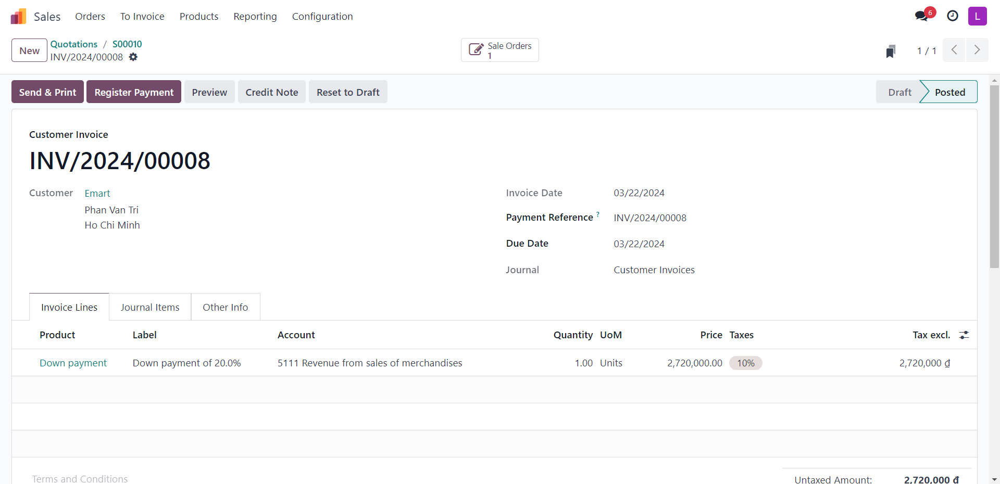 Sales Orders To Invoice Products Reporting Configuration 6 L
New Quotations / S00010
INV/2024/00008
Sale Orders
1
1 / 1
Send & Print Register Payment Preview Credit Note Reset to Draft Draft Posted
Customer Invoice
INV/2024/00008
Customer Emart
Phan Van Tri
Ho Chi Minh
Invoice Date 03/22/2024
Payment Reference ? INV/2024/00008
Due Date 03/22/2024
Journal Customer Invoices
Invoice Lines Journal Items Other Info
Product Label Account Quantity UoM Price Taxes Tax excl.
Down payment Down payment of 20.0% 5111 Revenue from sales of merchandises 1.00 Units 2,720,000.00 10% 2,720,000 ₫
Terms and Conditions
Untaxed Amount: 2,720,000 ₫